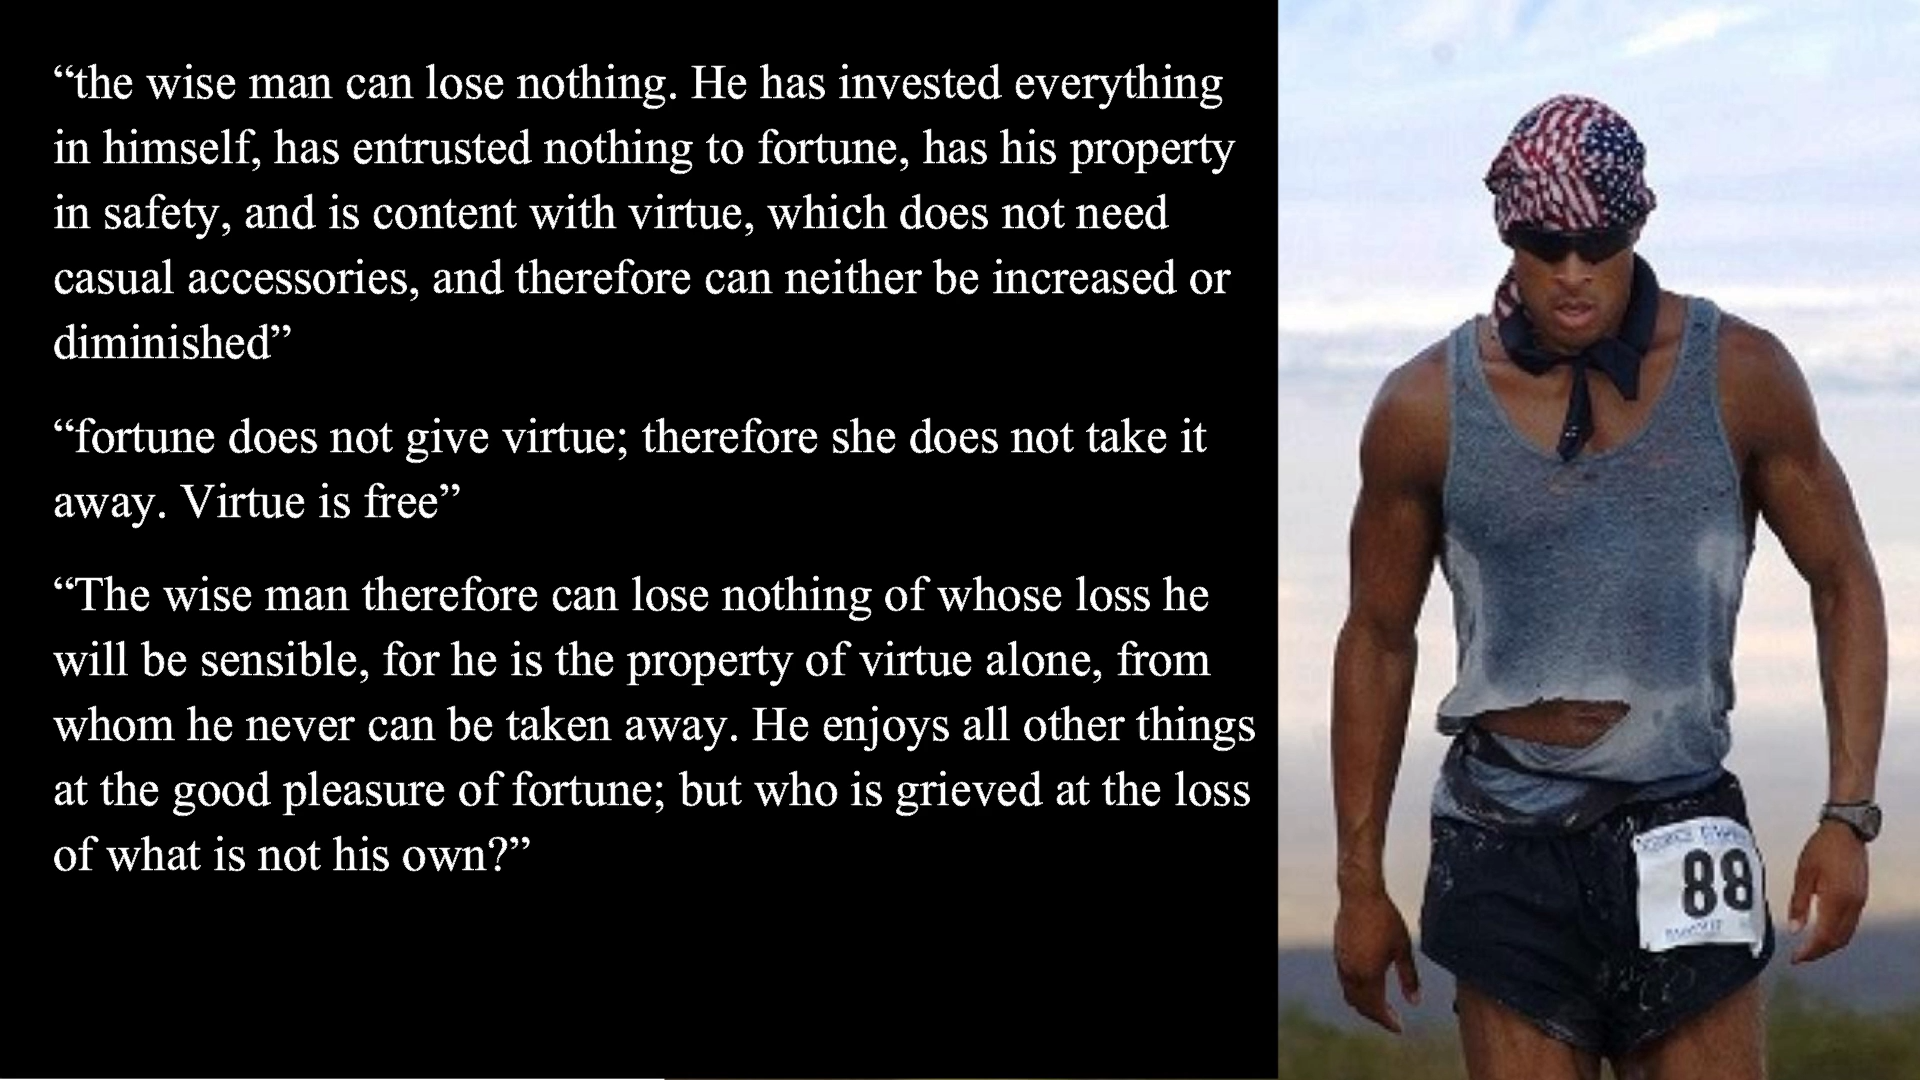 “the wise man can lose nothing. He has invested everything
in himself, has entrusted nothing to fortune, has his property
in safety, and is content with virtue, which does not need
casual accessories, and therefore can neither be increased or
diminished”
“fortune does not give virtue; therefore she does not take it
away. Virtue is free”
“The wise man therefore can lose nothing of whose loss he
will be sensible, for he is the property of virtue alone, from
whom he never can be taken away. He enjoys all other things
at the good pleasure of fortune; but who is grieved at the loss
of what is not his own?”
88